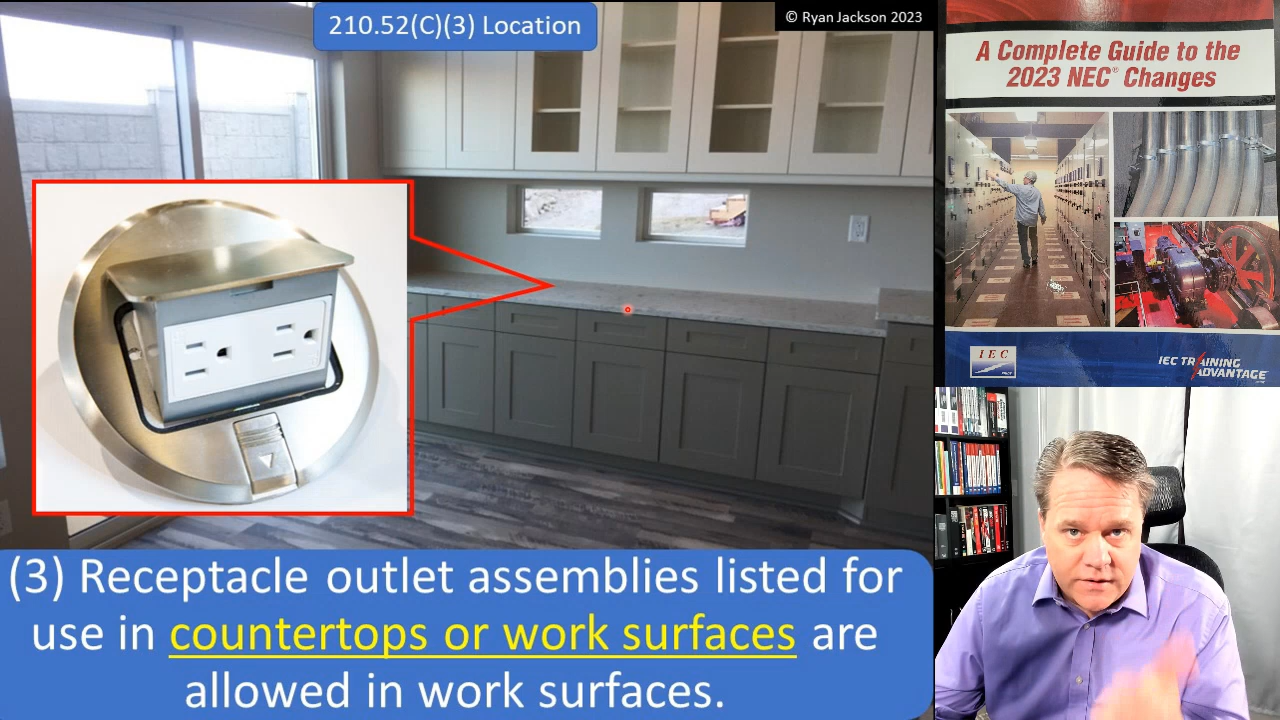 210.52(C)(3) Location
© Ryan Jackson 2023
A Complete Guide to the
2023 NEC® Changes
IEC
IEC TRAINING
ADVANTAGE
(3) Receptacle outlet assemblies listed for
use in countertops or work surfaces are
allowed in work surfaces.